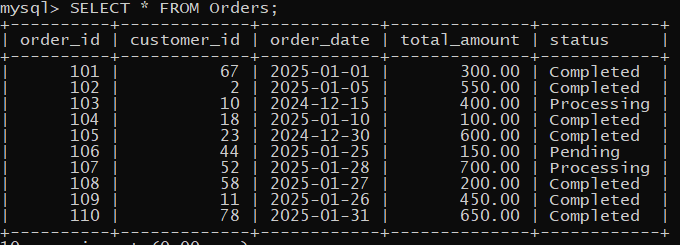 mysql> SELECT * FROM Orders;
+----------+-------------+------------+--------------+------------+
| order_id | customer_id | order_date | total_amount | status     |
+----------+-------------+------------+--------------+------------+
|      101 |          67 | 2025-01-01 |       300.00 | Completed  |
|      102 |           2 | 2025-01-05 |       550.00 | Completed  |
|      103 |          10 | 2024-12-15 |       400.00 | Processing |
|      104 |          18 | 2025-01-10 |       100.00 | Completed  |
|      105 |          23 | 2024-12-30 |       600.00 | Completed  |
|      106 |          44 | 2025-01-25 |       150.00 | Pending    |
|      107 |          52 | 2025-01-28 |       700.00 | Processing |
|      108 |          58 | 2025-01-27 |       200.00 | Completed  |
|      109 |          11 | 2025-01-26 |       450.00 | Completed  |
|      110 |          78 | 2025-01-31 |       650.00 | Completed  |
+----------+-------------+------------+--------------+------------+